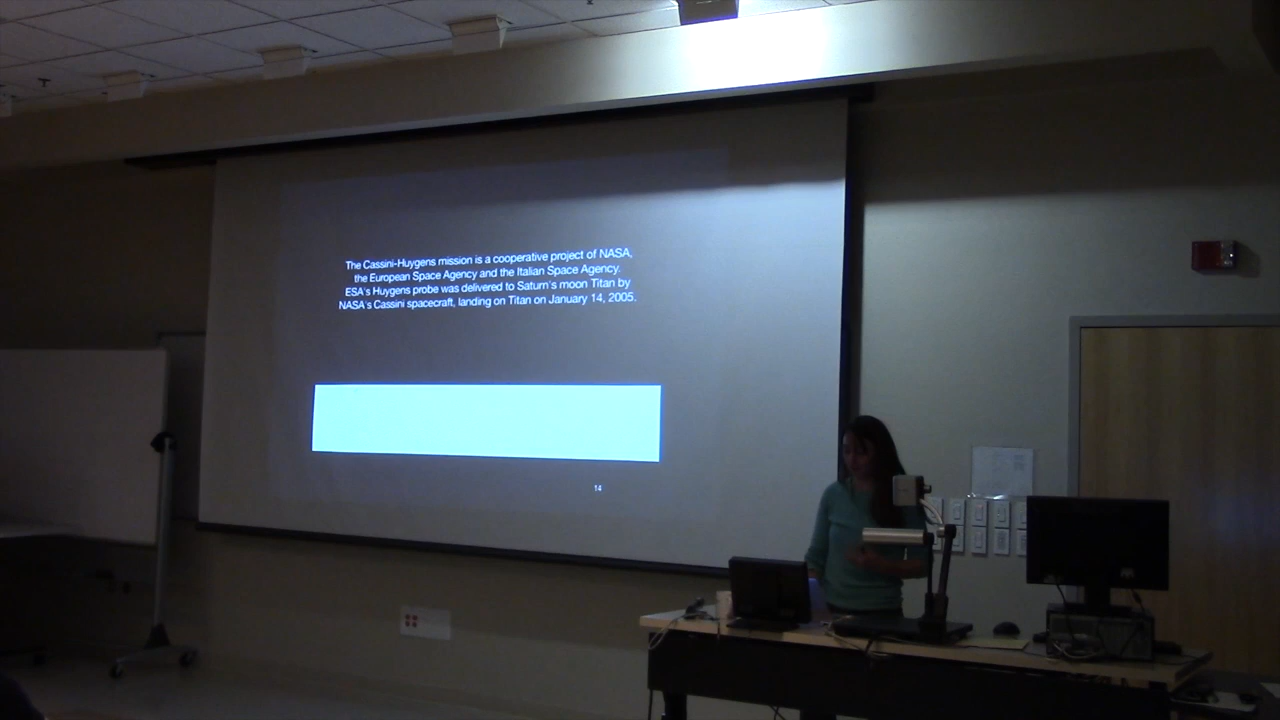 The Cassini-Huygens mission is a cooperative project of NASA,
the European Space Agency and the Italian Space Agency.
ESA's Huygens probe was delivered to Saturn's moon Titan by
NASA's Cassini spacecraft, landing on Titan on January 14, 2005.
14